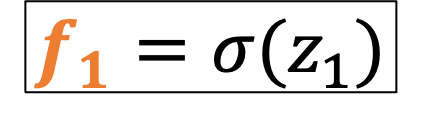 f₁ = σ(z₁)